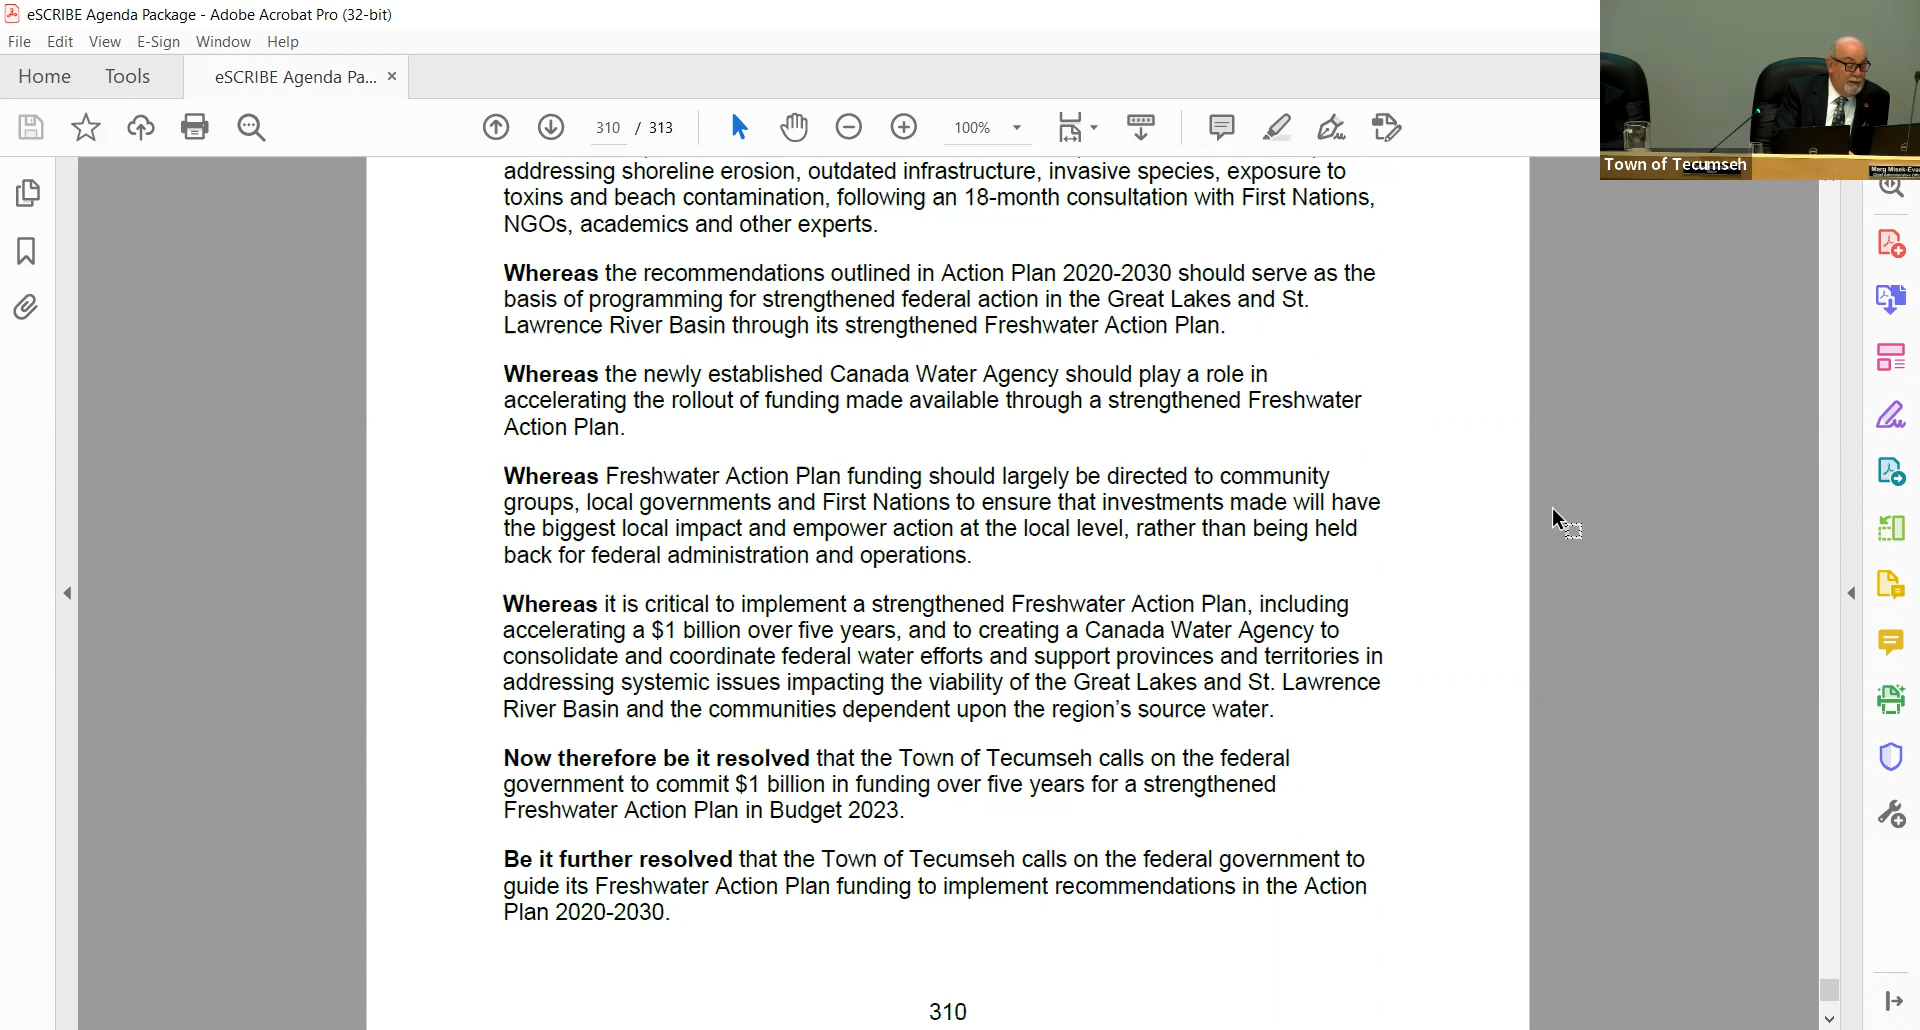 eSCRIBE Agenda Package - Adobe Acrobat Pro (32-bit)
File Edit View E-Sign Window Help
Home Tools eSCRIBE Agenda Pa... ×
310 / 313 100%
addressing shoreline erosion, outdated infrastructure, invasive species, exposure to
toxins and beach contamination, following an 18-month consultation with First Nations,
NGOs, academics and other experts.
Whereas the recommendations outlined in Action Plan 2020-2030 should serve as the
basis of programming for strengthened federal action in the Great Lakes and St.
Lawrence River Basin through its strengthened Freshwater Action Plan.
Whereas the newly established Canada Water Agency should play a role in
accelerating the rollout of funding made available through a strengthened Freshwater
Action Plan.
Whereas Freshwater Action Plan funding should largely be directed to community
groups, local governments and First Nations to ensure that investments made will have
the biggest local impact and empower action at the local level, rather than being held
back for federal administration and operations.
Whereas it is critical to implement a strengthened Freshwater Action Plan, including
accelerating a $1 billion over five years, and to creating a Canada Water Agency to
consolidate and coordinate federal water efforts and support provinces and territories in
addressing systemic issues impacting the viability of the Great Lakes and St. Lawrence
River Basin and the communities dependent upon the region's source water.
Now therefore be it resolved that the Town of Tecumseh calls on the federal
government to commit $1 billion in funding over five years for a strengthened
Freshwater Action Plan in Budget 2023.
Be it further resolved that the Town of Tecumseh calls on the federal government to
guide its Freshwater Action Plan funding to implement recommendations in the Action
Plan 2020-2030.
310
Town of Tecumseh
Marg Misek-Eva